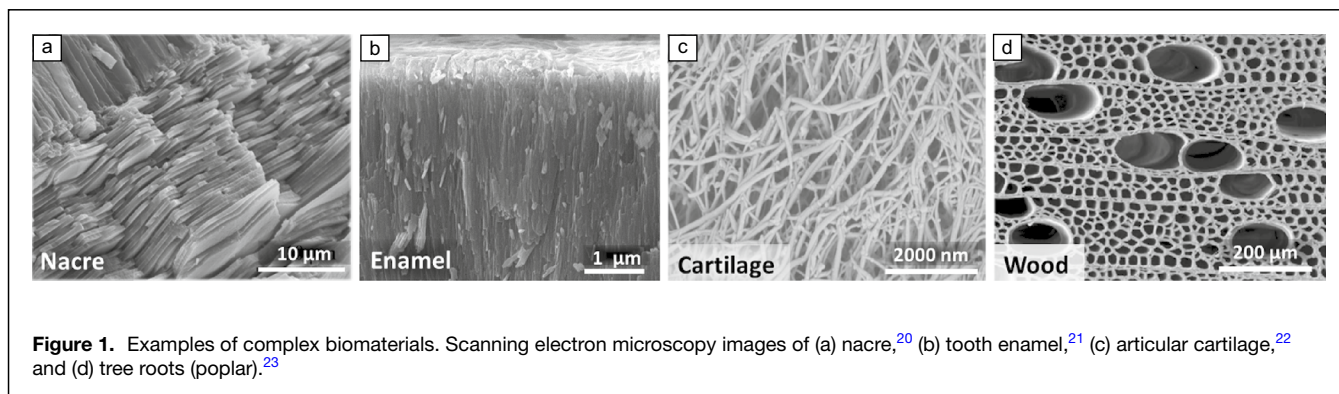 a
b
c
d
Nacre
10 µm
Enamel
1 µm
Cartilage
2000 nm
Wood
200 µm
Figure 1. Examples of complex biomaterials. Scanning electron microscopy images of (a) nacre,20 (b) tooth enamel,21 (c) articular cartilage,22
and (d) tree roots (poplar).23